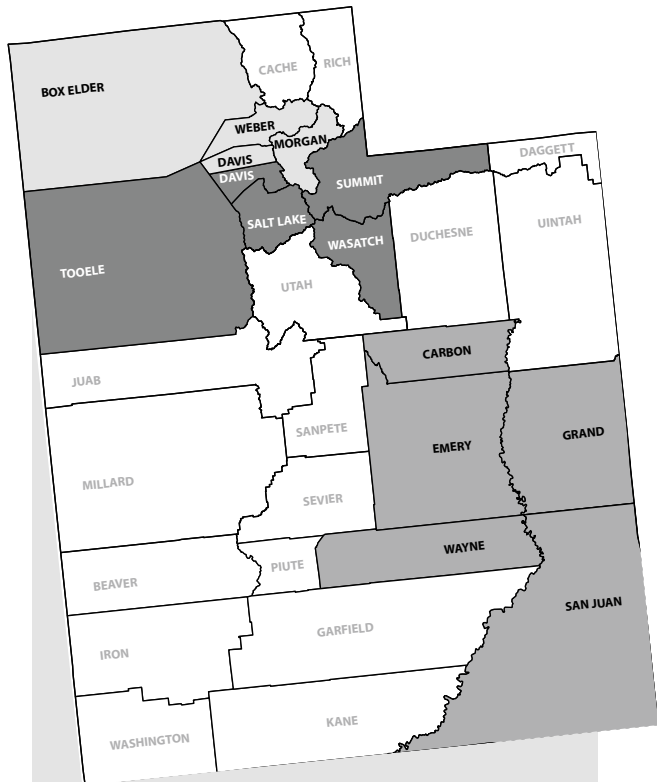 CACHE
RICH
BOX ELDER
WEBER
MORGAN
DAVIS
DAVIS
DAGGETT
SUMMIT
SALT LAKE
UINTAH
WASATCH
DUCHESNE
TOOELE
UTAH
CARBON
JUAB
SANPETE
GRAND
EMERY
MILLARD
SEVIER
WAYNE
PIUTE
BEAVER
SAN JUAN
GARFIELD
IRON
KANE
WASHINGTON